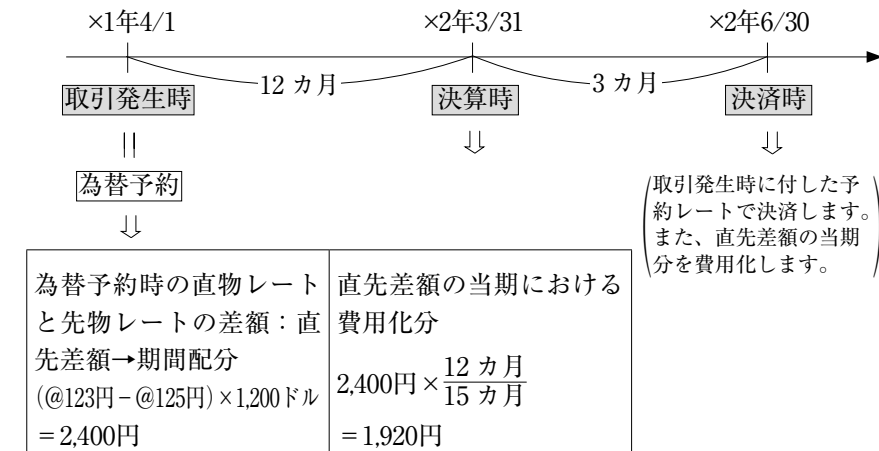 ×1年4/1
×2年3/31
×2年6/30
12 カ月
3 カ月
取引発生時
決算時
決済時
為替予約
取引発生時に付した予
約レートで決済します。
また、直先差額の当期
分を費用化します。
為替予約時の直物レート
と先物レートの差額：直
先差額→期間配分
(@123円－@125円)×1,200ドル
＝2,400円
直先差額の当期における
費用化分
2,400円×12 カ月/15 カ月
＝1,920円